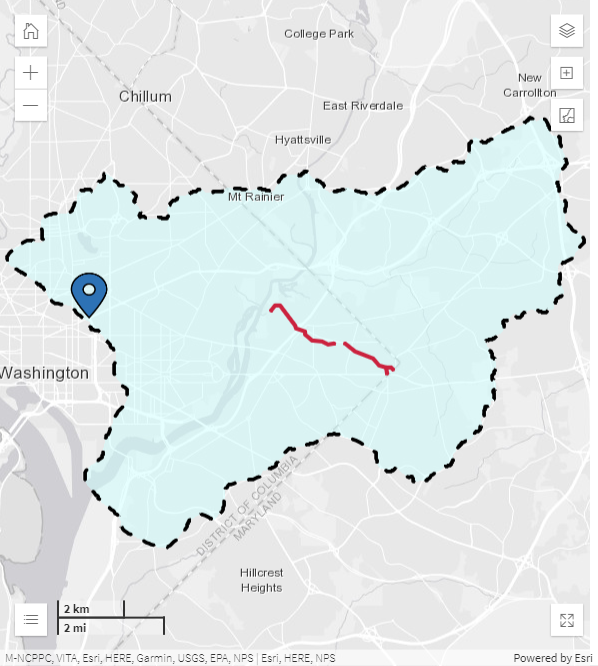 College Park
New
Carrollton
Chillum
East Riverdale
Hyattsville
Mt Rainier
Washington
DISTRICT OF COLUMBIA
MARYLAND
Hillcrest
Heights
2 km
2 mi
M-NCPPC, VITA, Esri, HERE, Garmin, USGS, EPA, NPS | Esri, HERE, NPS
Powered by Esri